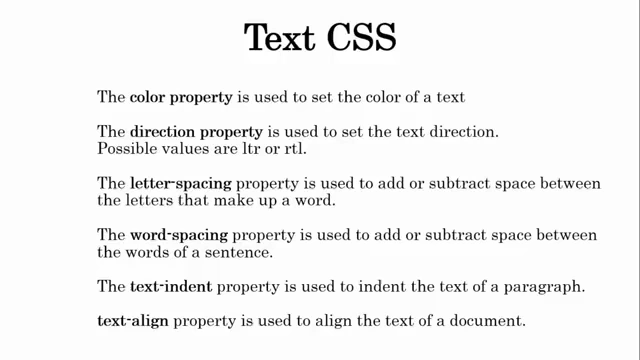 Text CSS
The color property is used to set the color of a text
The direction property is used to set the text direction.
Possible values are ltr or rtl.
The letter-spacing property is used to add or subtract space between
the letters that make up a word.
The word-spacing property is used to add or subtract space between
the words of a sentence.
The text-indent property is used to indent the text of a paragraph.
text-align property is used to align the text of a document.